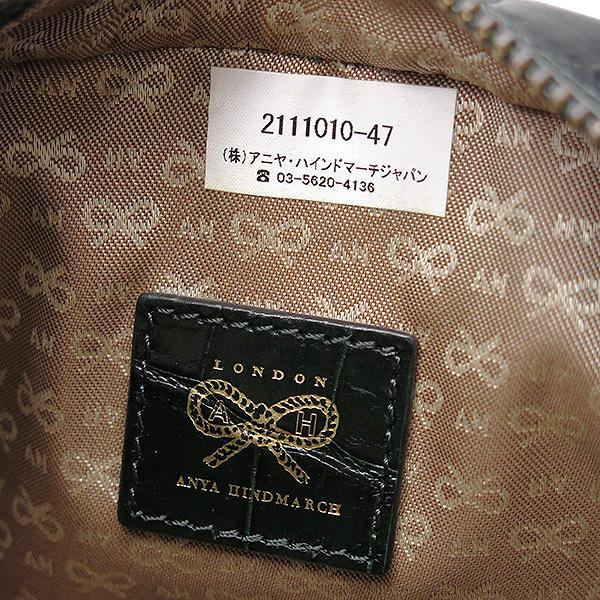 2111010-47
(株)アニヤ・ハインドマーチジャパン
☎ 03-5620-4136
LONDON
A H
ANYA HINDMARCH